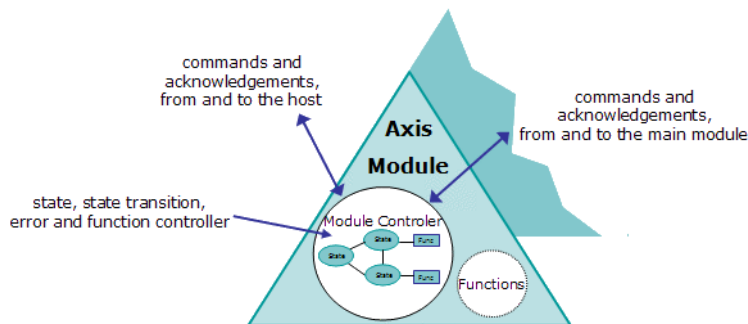 commands and
acknowledgements,
from and to the host
commands and
acknowledgements,
from and to the main module
Axis
Module
state, state transition,
error and function controller
Module Controler
State
Func
State
State
Func
Functions